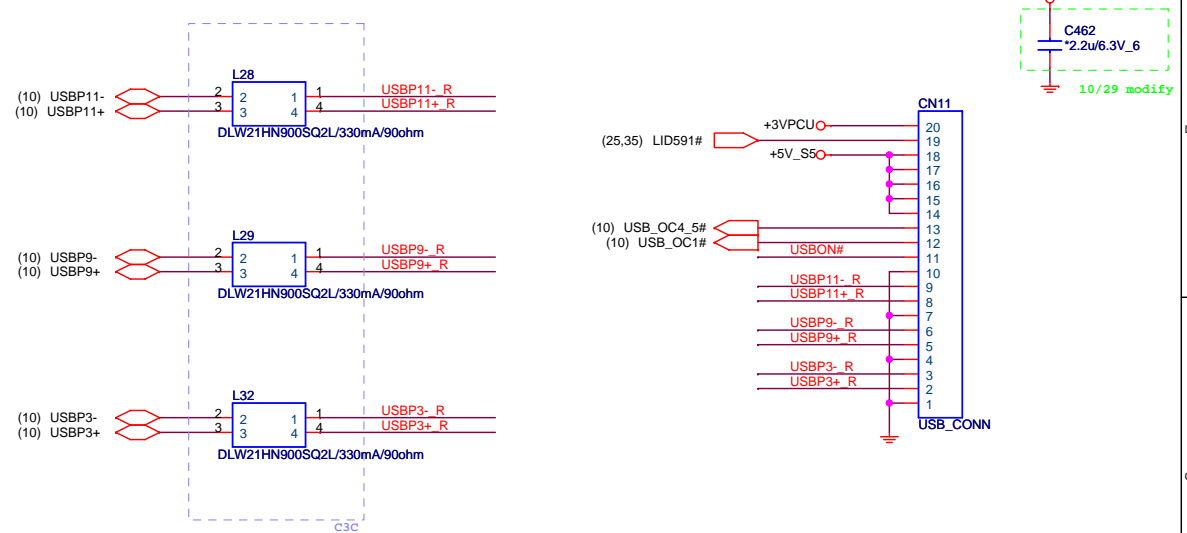 C462
*2.2u/6.3V_6
10/29 modify
L28
(10) USBP11- 2 2 1 1 USBP11-_R
(10) USBP11+ 3 3 4 4 USBP11+_R
DLW21HN900SQ2L/330mA/90ohm
L29
(10) USBP9- 2 2 1 1 USBP9-_R
(10) USBP9+ 3 3 4 4 USBP9+_R
DLW21HN900SQ2L/330mA/90ohm
L32
(10) USBP3- 2 2 1 1 USBP3-_R
(10) USBP3+ 3 3 4 4 USBP3+_R
DLW21HN900SQ2L/330mA/90ohm
C3C
CN11
+3VPCU 20
(25,35) LID591# 19
+5V_S5 18
17
16
15
14
(10) USB_OC4_5# 13
(10) USB_OC1# 12
USBON# 11
10
USBP11-_R 9
USBP11+_R 8
7
USBP9-_R 6
USBP9+_R 5
4
USBP3-_R 3
USBP3+_R 2
1
USB_CONN